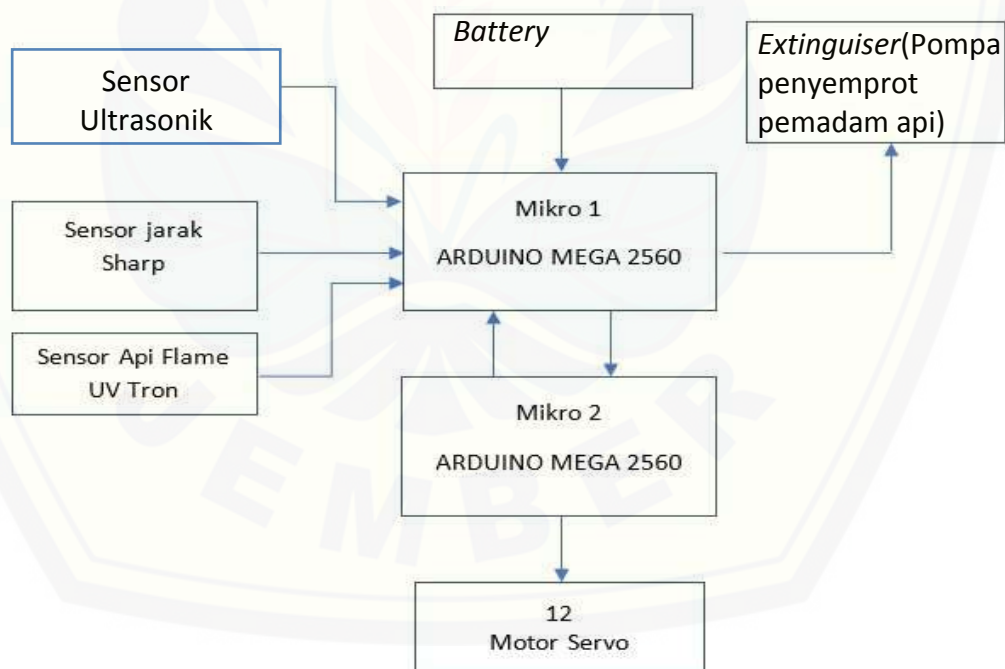 Battery
Extinguiser(Pompa
penyemprot
pemadam api)
Sensor
Ultrasonik
Mikro 1
ARDUINO MEGA 2560
Sensor jarak
Sharp
Sensor Api Flame
UV Tron
Mikro 2
ARDUINO MEGA 2560
JEMBER
12
Motor Servo